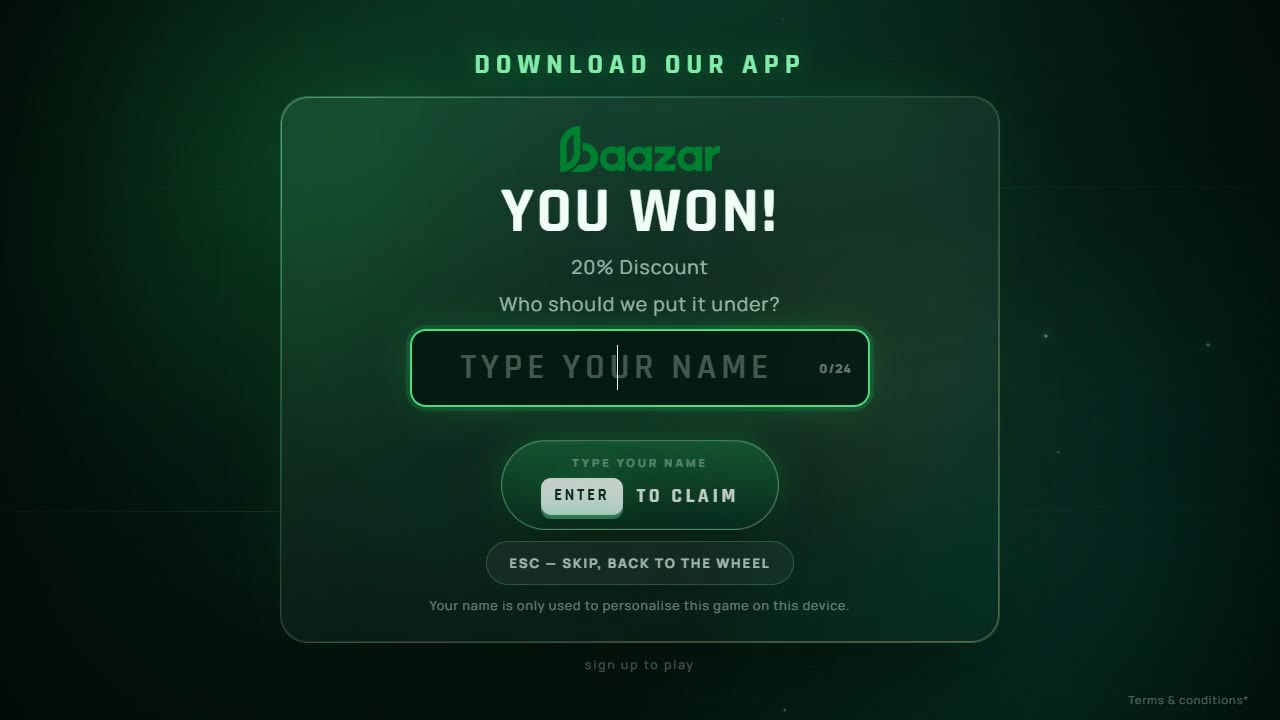 DOWNLOAD OUR APP
baazar
YOU WON!
20% Discount
Who should we put it under?
TYPE YOUR NAME
0/24
TYPE YOUR NAME
ENTER TO CLAIM
ESC — SKIP, BACK TO THE WHEEL
Your name is only used to personalise this game on this device.
sign up to play
Terms & conditions*